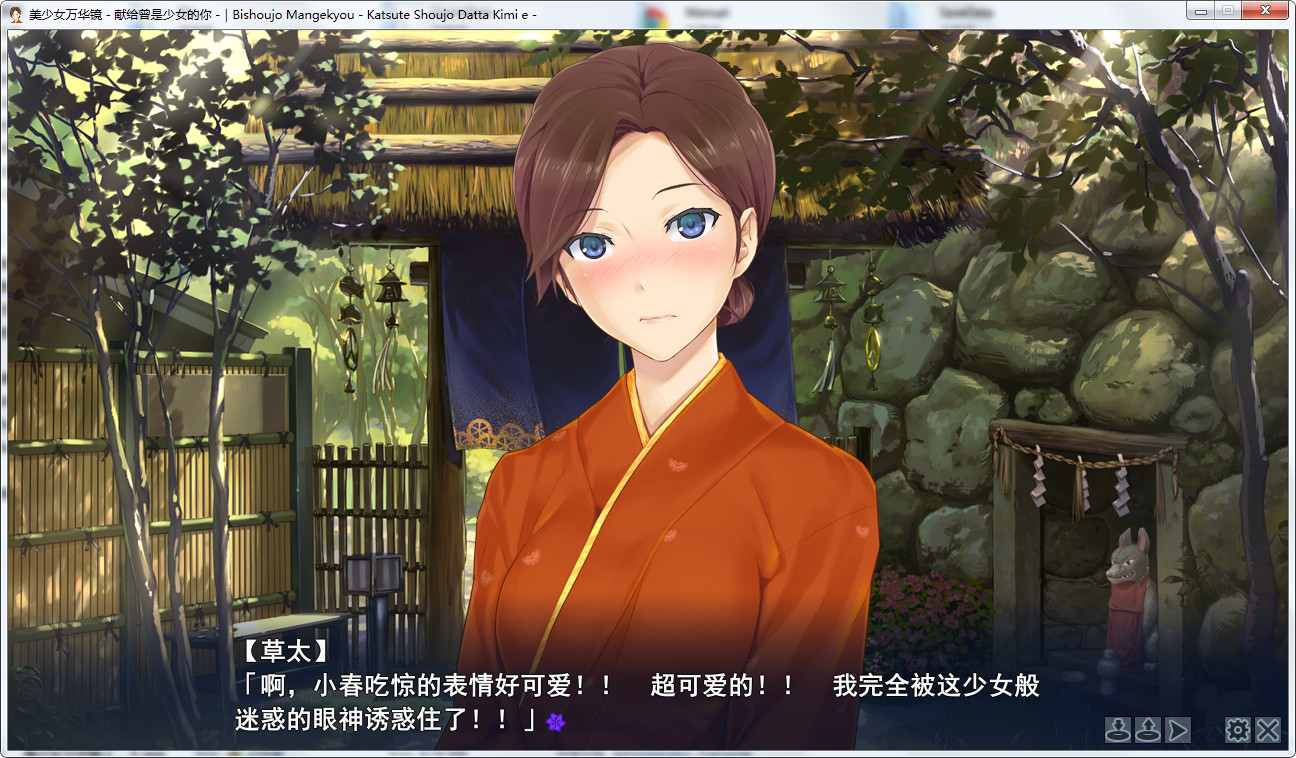 美少女万华镜 - 献给曾是少女的你 - | Bishoujo Mangekyou - Katsute Shoujo Datta Kimi e -
【草太】
「啊，小春吃惊的表情好可爱！！　超可爱的！！　我完全被这少女般
迷惑的眼神诱惑住了！！」